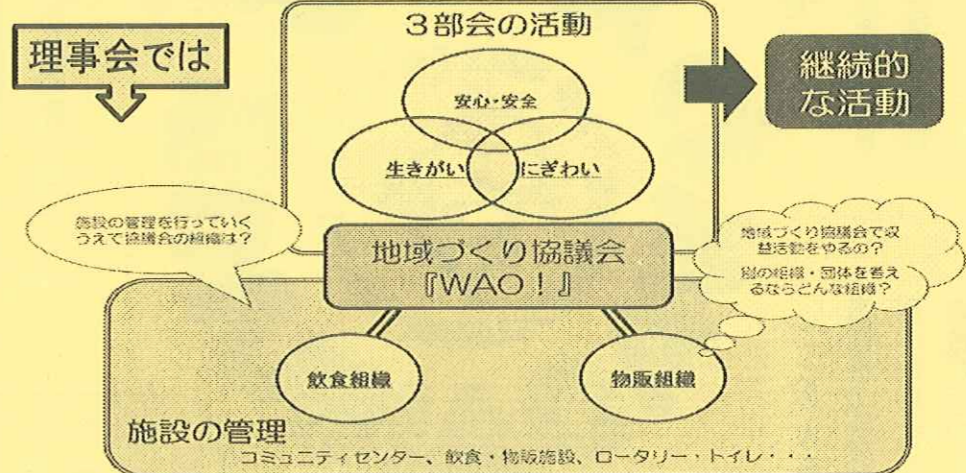 理事会では
3部会の活動
安心・安全
生きがい
にぎわい
継続的
な活動
施設の管理を行っていく
うえで協議会の組織は？
地域づくり協議会
『WAO！』
地域づくり協議会で収
益活動をやるの？
別の組織・団体を考え
るならどんな組織？
飲食組織
物販組織
施設の管理
コミュニティセンター、飲食・物販施設、ロータリー・トイレ・・・